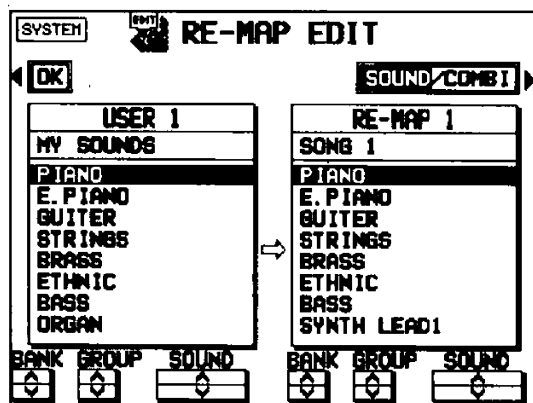 SYSTEM EDIT RE-MAP EDIT
OK SOUND/COMBI
USER 1
MY SOUNDS
PIANO
E.PIANO
GUITER
STRINGS
BRASS
ETHNIC
BASS
ORGAN
BANK GROUP SOUND
RE-MAP 1
SONG 1
PIANO
E.PIANO
GUITER
STRINGS
BRASS
ETHNIC
BASS
SYNTH LEAD1
BANK GROUP SOUND